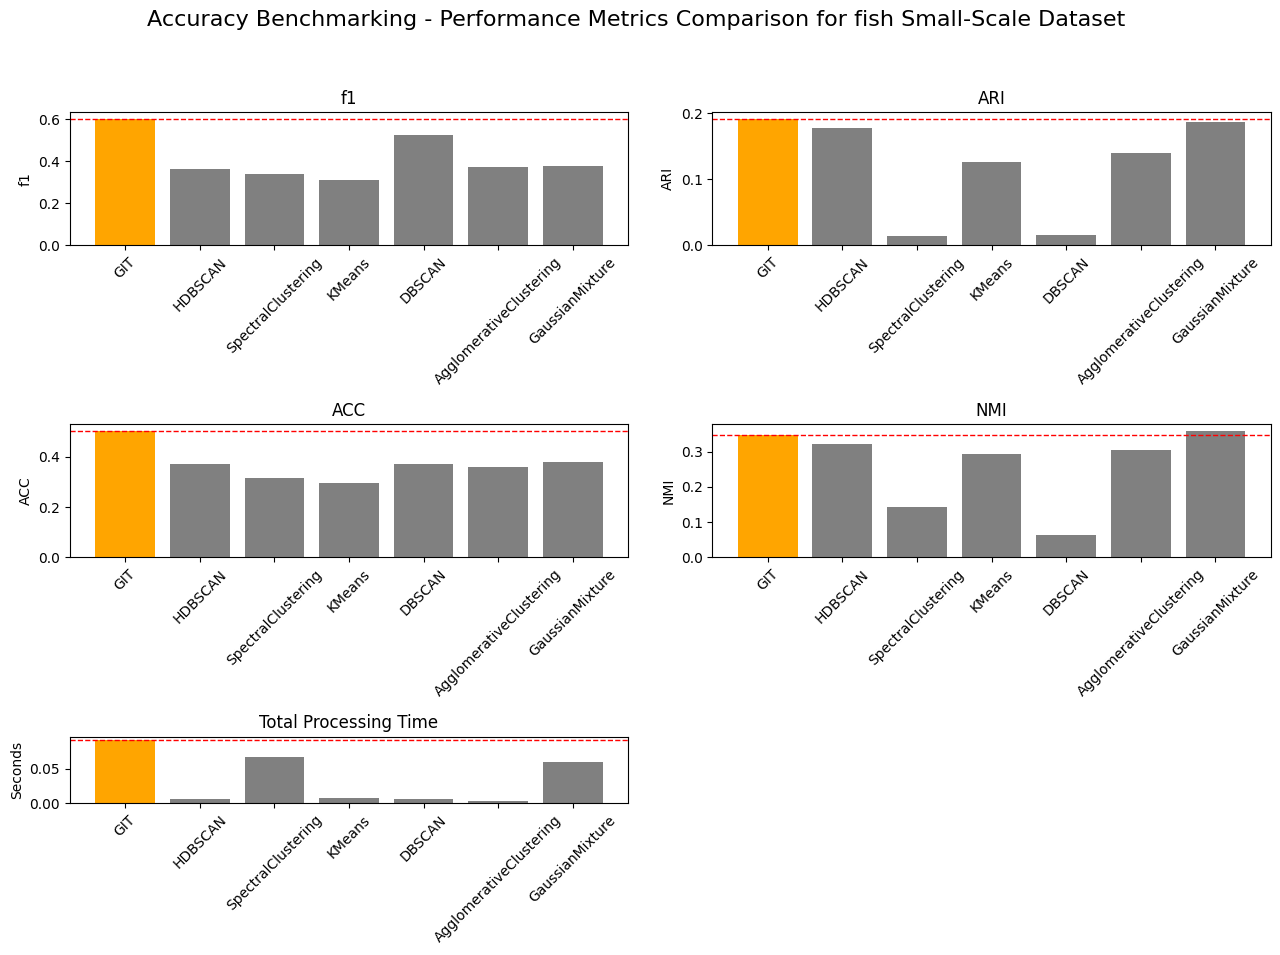 Accuracy Benchmarking - Performance Metrics Comparison for fish Small-Scale Dataset
f1
f1
0.6
0.4
0.2
0.0
GIT
HDBSCAN
SpectralClustering
KMeans
DBSCAN
AgglomerativeClustering
GaussianMixture
ARI
ARI
0.2
0.1
0.0
GIT
HDBSCAN
SpectralClustering
KMeans
DBSCAN
AgglomerativeClustering
GaussianMixture
ACC
ACC
0.4
0.2
0.0
GIT
HDBSCAN
SpectralClustering
KMeans
DBSCAN
AgglomerativeClustering
GaussianMixture
NMI
NMI
0.3
0.2
0.1
0.0
GIT
HDBSCAN
SpectralClustering
KMeans
DBSCAN
AgglomerativeClustering
GaussianMixture
Total Processing Time
Seconds
0.05
0.00
GIT
HDBSCAN
SpectralClustering
KMeans
DBSCAN
AgglomerativeClustering
GaussianMixture